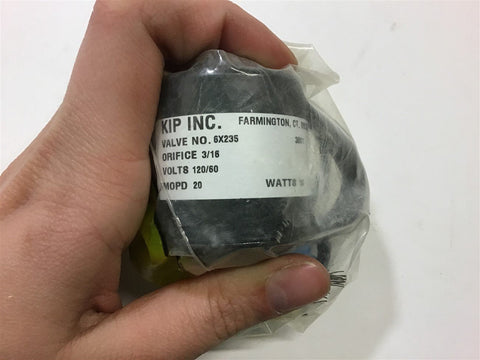 KIP INC. FARMINGTON, CT.
VALVE NO. 6X235
ORIFICE 3/16
VOLTS 120/60
MOPD 20 WATTS